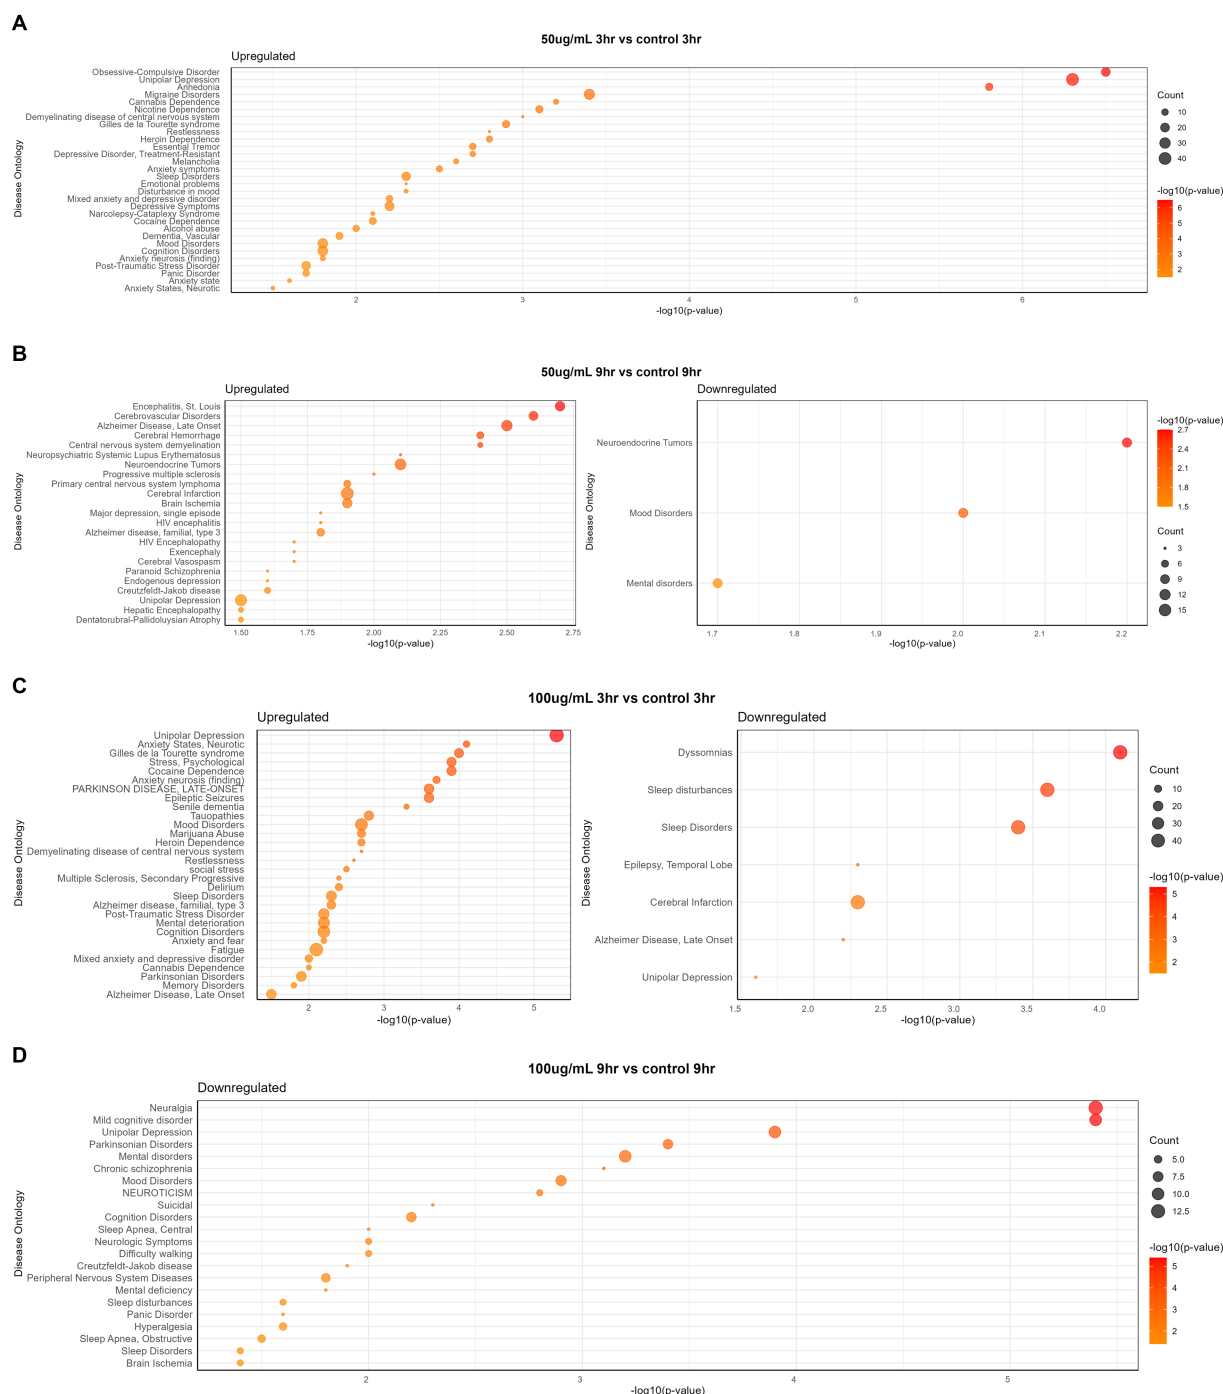 A
50ug/mL 3hr vs control 3hr
Upregulated
Disease Ontology
Obsessive-Compulsive Disorder
Unipolar Depression
Anhedonia
Migraine Disorders
Cannabis Dependence
Nicotine Dependence
Demyelinating disease of central nervous system
Gilles de la Tourette syndrome
Restlessness
Heroin Dependence
Essential Tremor
Depressive Disorder, Treatment-Resistant
Melancholia
Anxiety symptoms
Sleep Disorders
Emotional problems
Disturbance in mood
Mixed anxiety and depressive disorder
Depressive Symptoms
Narcolepsy-Cataplexy Syndrome
Cocaine Dependence
Alcohol abuse
Dementia, Vascular
Mood Disorders
Cognition Disorders
Anxiety neurosis (finding)
Post-Traumatic Stress Disorder
Panic Disorder
Anxiety state
Anxiety States, Neurotic
2 3 4 5 6
-log10(p-value)
Count
10
20
30
40
-log10(p-value)
6
5
4
3
2
B
50ug/mL 9hr vs control 9hr
Upregulated
Disease Ontology
Encephalitis, St. Louis
Cerebrovascular Disorders
Alzheimer Disease, Late Onset
Cerebral Hemorrhage
Central nervous system demyelination
Neuropsychiatric Systemic Lupus Erythematosus
Neuroendocrine Tumors
Progressive multiple sclerosis
Primary central nervous system lymphoma
Cerebral Infarction
Brain Ischemia
Major depression, single episode
HIV encephalitis
Alzheimer disease, familial, type 3
HIV Encephalopathy
Exencephaly
Cerebral Vasospasm
Paranoid Schizophrenia
Endogenous depression
Creutzfeldt-Jakob disease
Unipolar Depression
Hepatic Encephalopathy
Dentatorubral-Pallidoluysian Atrophy
1.50 1.75 2.00 2.25 2.50 2.75
-log10(p-value)
Downregulated
Disease Ontology
Neuroendocrine Tumors
Mood Disorders
Mental disorders
1.7 1.8 1.9 2.0 2.1 2.2
-log10(p-value)
-log10(p-value)
2.7
2.4
2.1
1.8
1.5
Count
3
6
9
12
15
C
100ug/mL 3hr vs control 3hr
Upregulated
Disease Ontology
Unipolar Depression
Anxiety States, Neurotic
Gilles de la Tourette syndrome
Stress, Psychological
Cocaine Dependence
Anxiety neurosis (finding)
PARKINSON DISEASE, LATE-ONSET
Epileptic Seizures
Senile dementia
Tauopathies
Mood Disorders
Marijuana Abuse
Heroin Dependence
Demyelinating disease of central nervous system
Restlessness
social stress
Multiple Sclerosis, Secondary Progressive
Delirium
Sleep Disorders
Alzheimer disease, familial, type 3
Post-Traumatic Stress Disorder
Mental deterioration
Cognition Disorders
Anxiety and fear
Fatigue
Mixed anxiety and depressive disorder
Cannabis Dependence
Parkinsonian Disorders
Memory Disorders
Alzheimer Disease, Late Onset
2 3 4 5
-log10(p-value)
Downregulated
Disease Ontology
Dyssomnias
Sleep disturbances
Sleep Disorders
Epilepsy, Temporal Lobe
Cerebral Infarction
Alzheimer Disease, Late Onset
Unipolar Depression
1.5 2.0 2.5 3.0 3.5 4.0
-log10(p-value)
Count
10
20
30
40
-log10(p-value)
5
4
3
2
D
100ug/mL 9hr vs control 9hr
Downregulated
Disease Ontology
Neuralgia
Mild cognitive disorder
Unipolar Depression
Parkinsonian Disorders
Mental disorders
Chronic schizophrenia
Mood Disorders
NEUROTICISM
Suicidal
Cognition Disorders
Sleep Apnea, Central
Neurologic Symptoms
Difficulty walking
Creutzfeldt-Jakob disease
Peripheral Nervous System Diseases
Mental deficiency
Sleep disturbances
Panic Disorder
Hyperalgesia
Sleep Apnea, Obstructive
Sleep Disorders
Brain Ischemia
2 3 4 5
-log10(p-value)
Count
5.0
7.5
10.0
12.5
-log10(p-value)
5
4
3
2